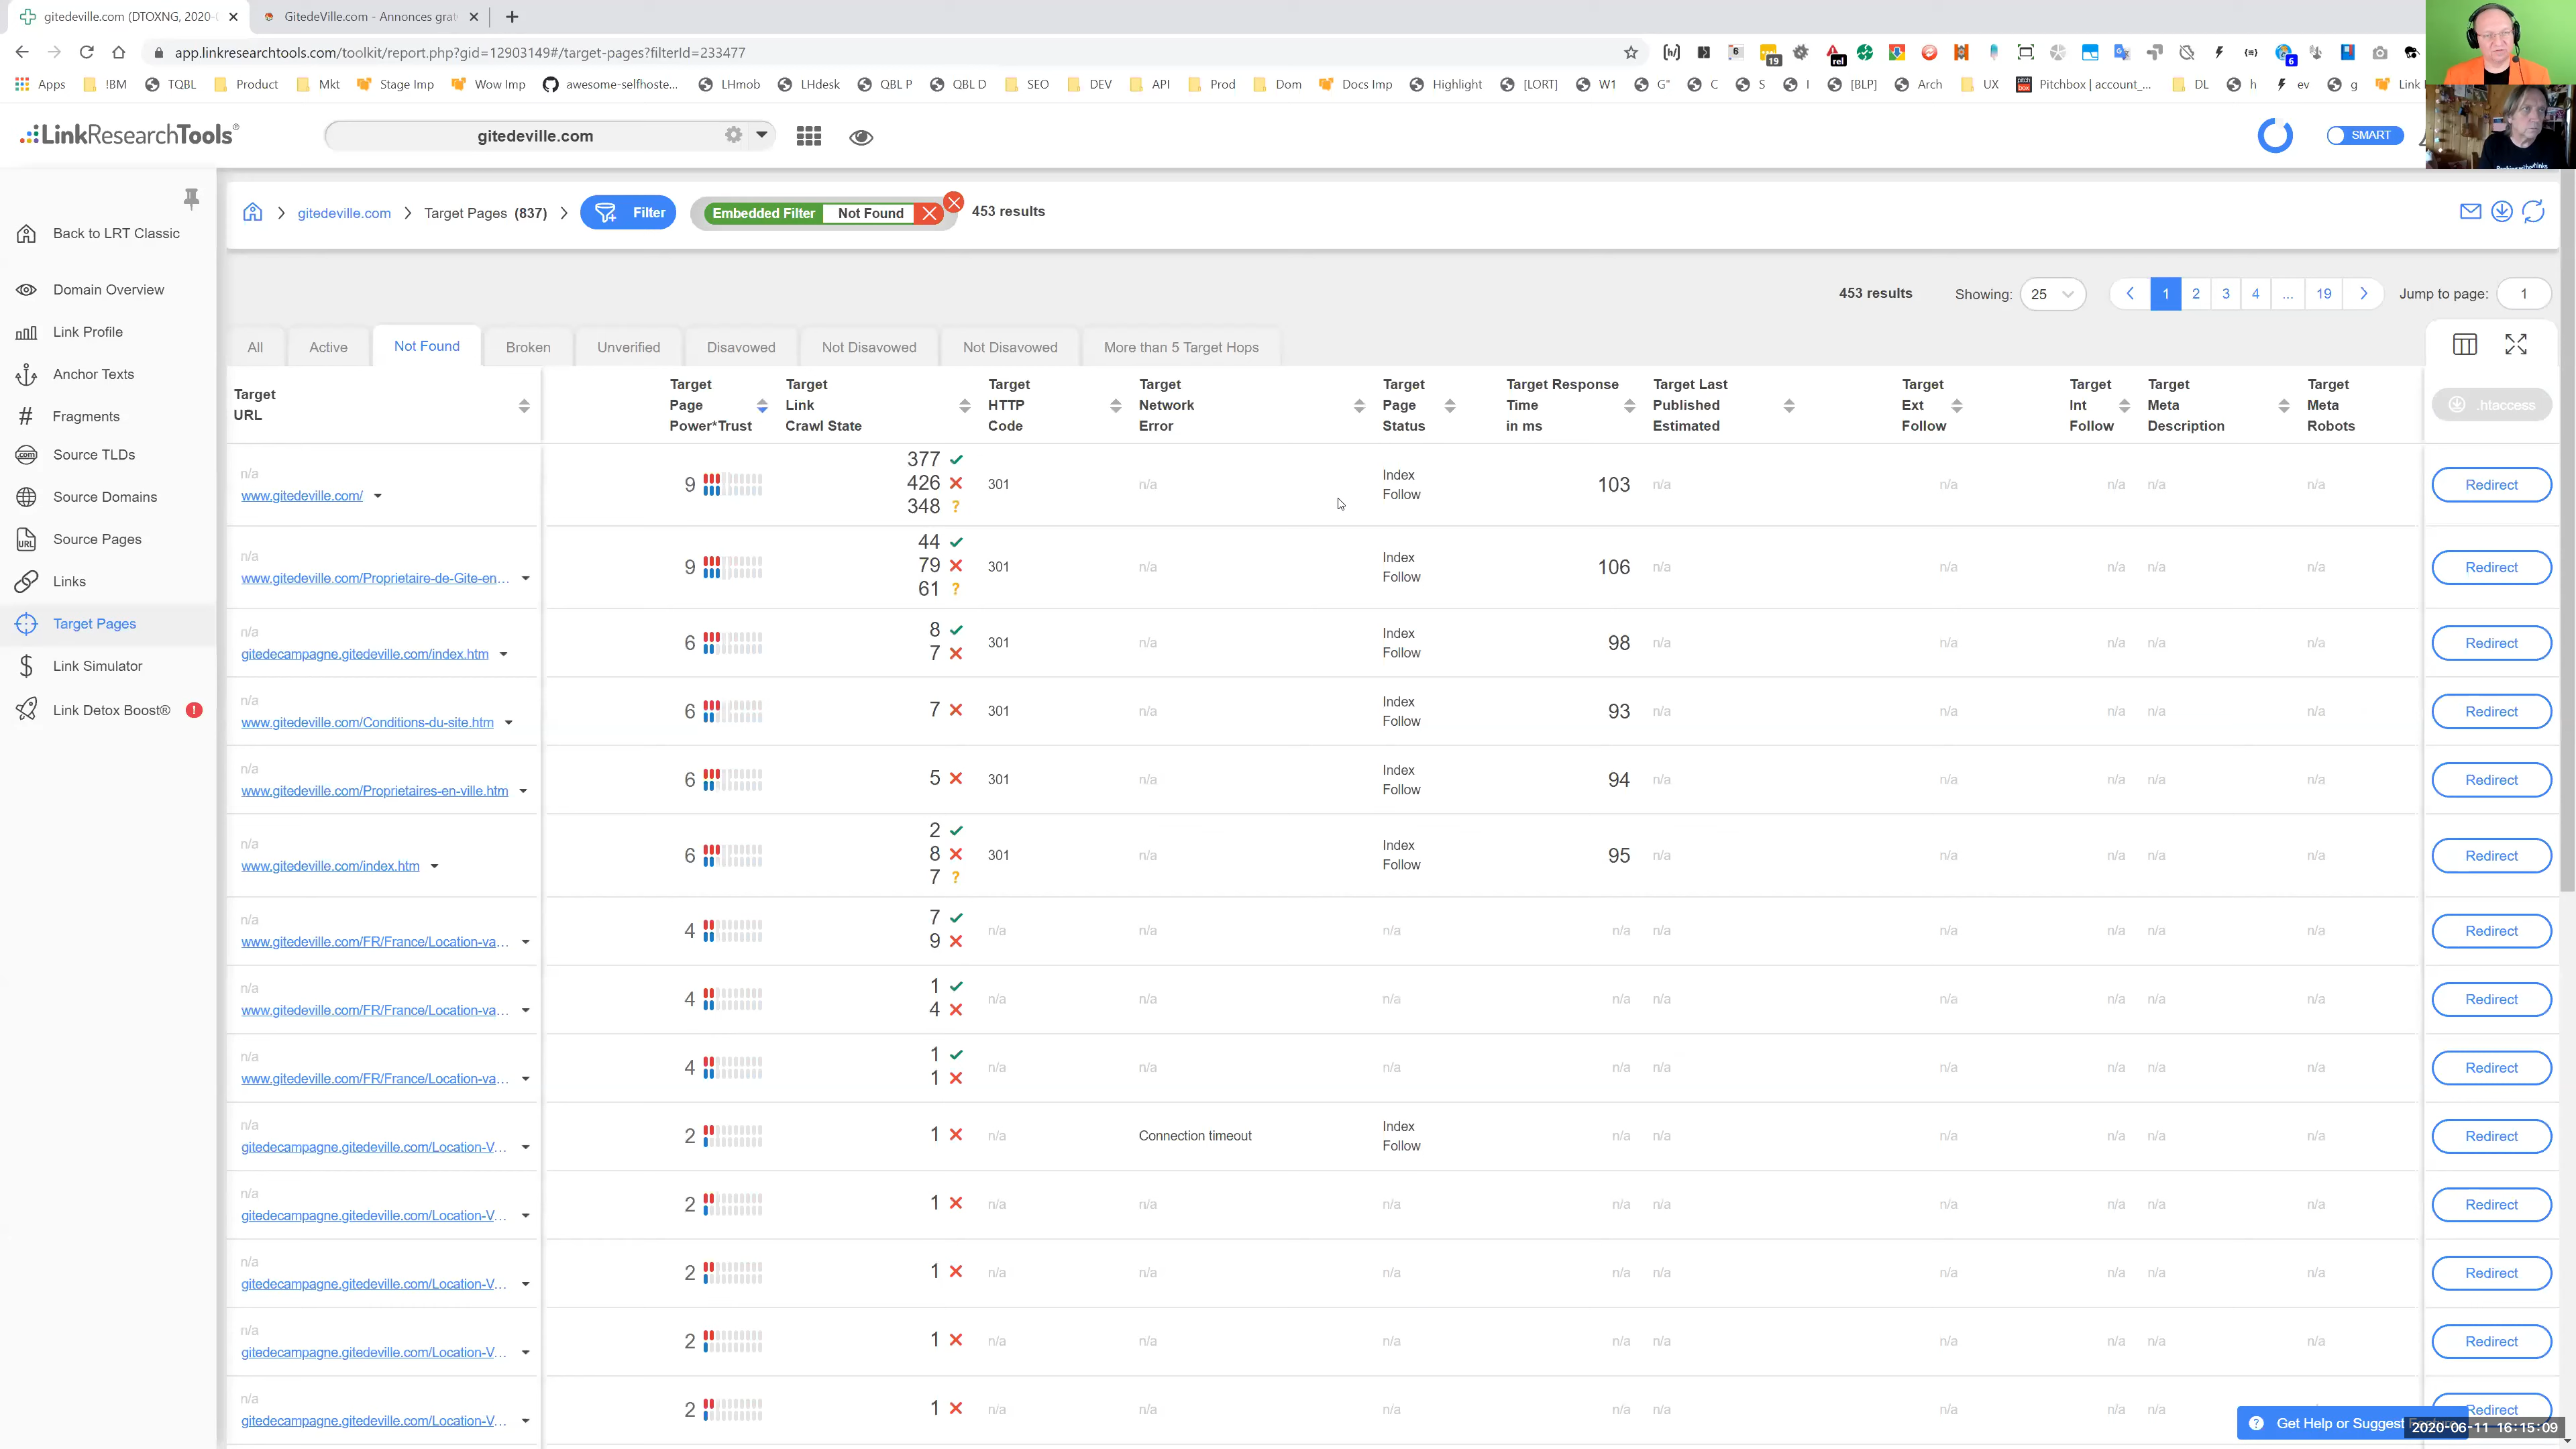 gitedeville.com (DTOXNG, 2020-
GitedeVille.com - Annonces grat
app.linkresearchtools.com/toolkit/report.php?gid=12903149#/target-pages?filterId=233477
6
19
rel
6
Apps !BM TQBL Product Mkt Stage Imp Wow Imp awesome-selfhoste... LHmob LHdesk QBL P QBL D SEO DEV API Prod Dom Docs Imp Highlight [LORT] W1 G" C S I [BLP] Arch UX Pitchbox | account_... DL h ev g Link
LinkResearchTools®
gitedeville.com
SMART
gitedeville.com
Target Pages (837)
Filter
Embedded Filter Not Found
453 results
Back to LRT Classic
Domain Overview
Link Profile
Anchor Texts
Fragments
Source TLDs
Source Domains
Source Pages
Links
Target Pages
Link Simulator
Link Detox Boost® !
453 results Showing: 25 1 2 3 4 ... 19 Jump to page: 1
All Active Not Found Broken Unverified Disavowed Not Disavowed Not Disavowed More than 5 Target Hops
Target URL
Target Page Power*Trust
Target Link Crawl State
Target HTTP Code
Target Network Error
Target Page Status
Target Response Time in ms
Target Last Published Estimated
Target Ext Follow
Target Int Follow
Target Meta Description
Target Meta Robots
.htaccess
n/a www.gitedeville.com/ 9 377 426 348 ? 301 n/a Index Follow 103 n/a n/a n/a n/a n/a Redirect
n/a www.gitedeville.com/Proprietaire-de-Gite-en... 9 44 79 61 ? 301 n/a Index Follow 106 n/a n/a n/a n/a n/a Redirect
n/a gitedecampagne.gitedeville.com/index.htm 6 8 7 301 n/a Index Follow 98 n/a n/a n/a n/a n/a Redirect
n/a www.gitedeville.com/Conditions-du-site.htm 6 7 301 n/a Index Follow 93 n/a n/a n/a n/a n/a Redirect
n/a www.gitedeville.com/Proprietaires-en-ville.htm 6 5 301 n/a Index Follow 94 n/a n/a n/a n/a n/a Redirect
n/a www.gitedeville.com/index.htm 6 2 8 7 ? 301 n/a Index Follow 95 n/a n/a n/a n/a n/a Redirect
n/a www.gitedeville.com/FR/France/Location-va... 4 7 9 n/a n/a n/a n/a n/a n/a n/a n/a n/a Redirect
n/a www.gitedeville.com/FR/France/Location-va... 4 1 4 n/a n/a n/a n/a n/a n/a n/a n/a n/a Redirect
n/a www.gitedeville.com/FR/France/Location-va... 4 1 1 n/a n/a n/a n/a n/a n/a n/a n/a n/a Redirect
n/a gitedecampagne.gitedeville.com/Location-V... 2 1 n/a Connection timeout Index Follow n/a n/a n/a n/a n/a n/a Redirect
n/a gitedecampagne.gitedeville.com/Location-V... 2 1 n/a n/a n/a n/a n/a n/a n/a n/a n/a Redirect
n/a gitedecampagne.gitedeville.com/Location-V... 2 1 n/a n/a n/a n/a n/a n/a n/a n/a n/a Redirect
n/a gitedecampagne.gitedeville.com/Location-V... 2 1 n/a n/a n/a n/a n/a n/a n/a n/a n/a Redirect
n/a gitedecampagne.gitedeville.com/Location-V... 2 1 n/a n/a n/a n/a n/a n/a n/a n/a n/a Redirect
Get Help or Suggest
2020-06-11 16:15:09